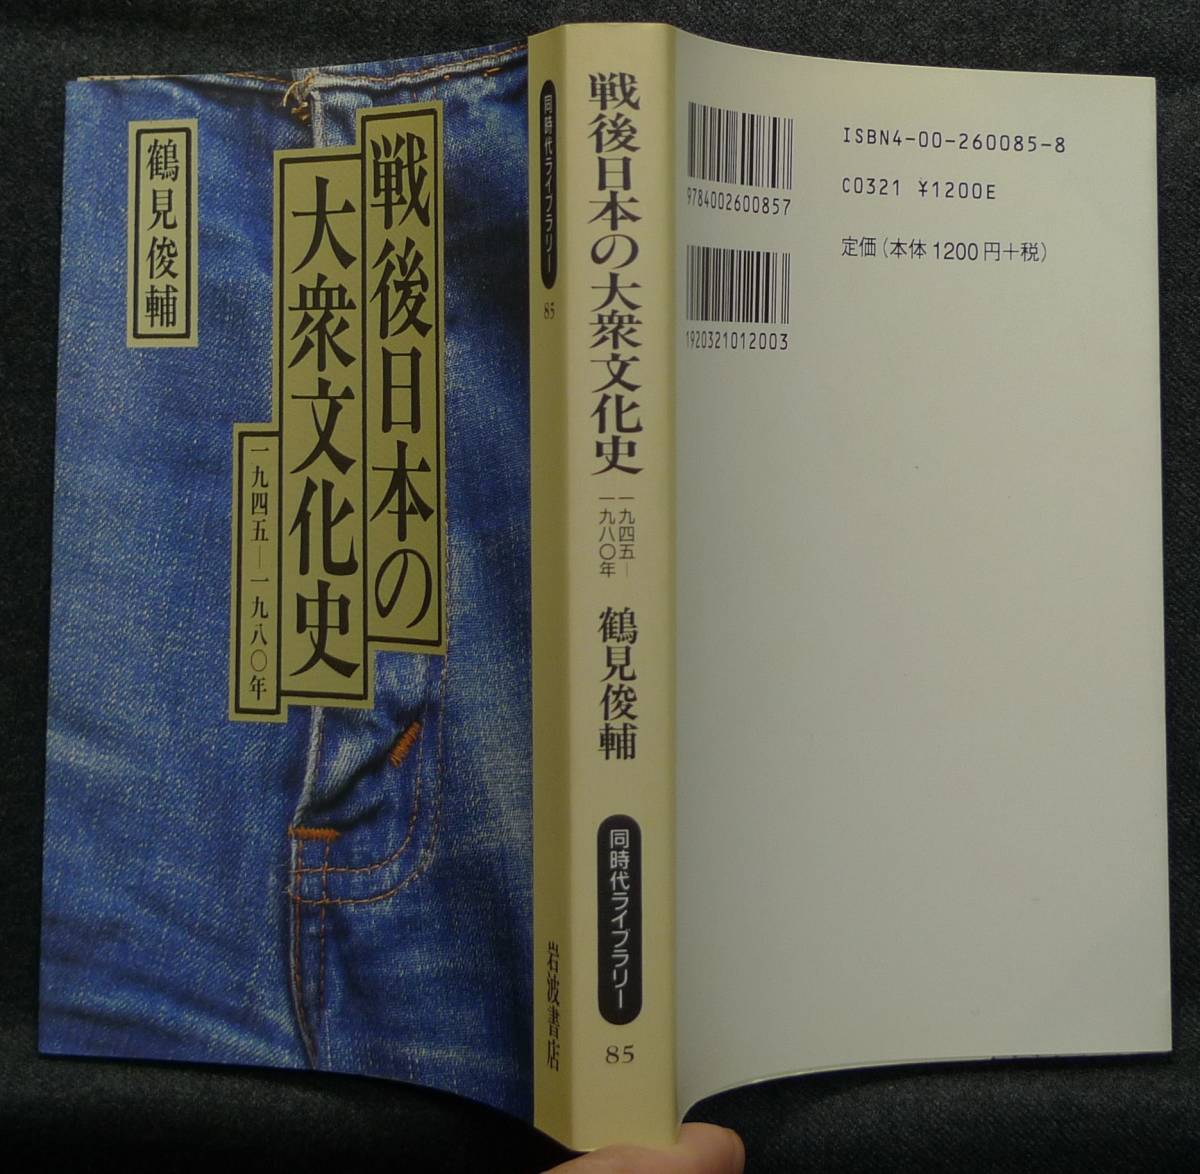 戦後日本の
大衆文化史
一九四五―一九八〇年
鶴見俊輔
同時代ライブラリー
85
岩波書店
戦後日本の大衆文化史
一九四五―
一九八〇年
鶴見俊輔
同時代ライブラリー
85
9784002600857
1920321012003
ISBN4-00-260085-8
C0321 ¥1200E
定価(本体1200円+税)